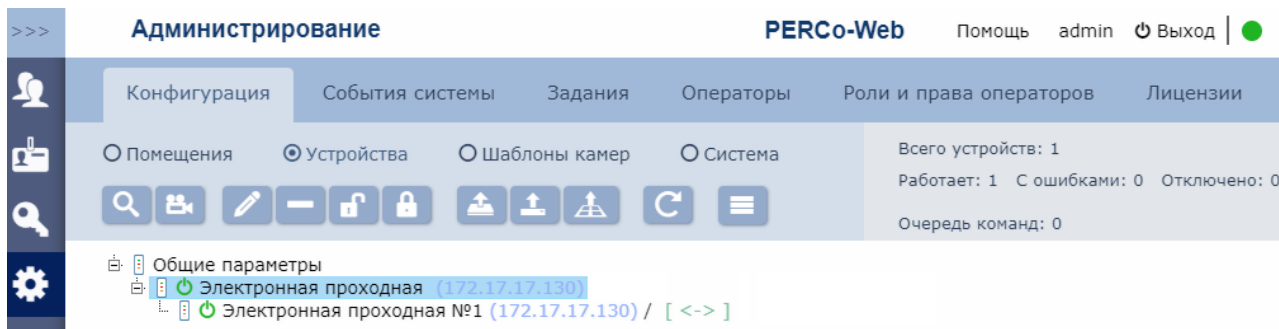 >>> Администрирование PERCo-Web Помощь admin Выход
Конфигурация События системы Задания Операторы Роли и права операторов Лицензии
Помещения Устройства Шаблоны камер Система
Всего устройств: 1
Работает: 1 С ошибками: 0 Отключено: 0
Очередь команд: 0
Общие параметры
Электронная проходная (172.17.17.130)
Электронная проходная №1 (172.17.17.130) / [ <-> ]